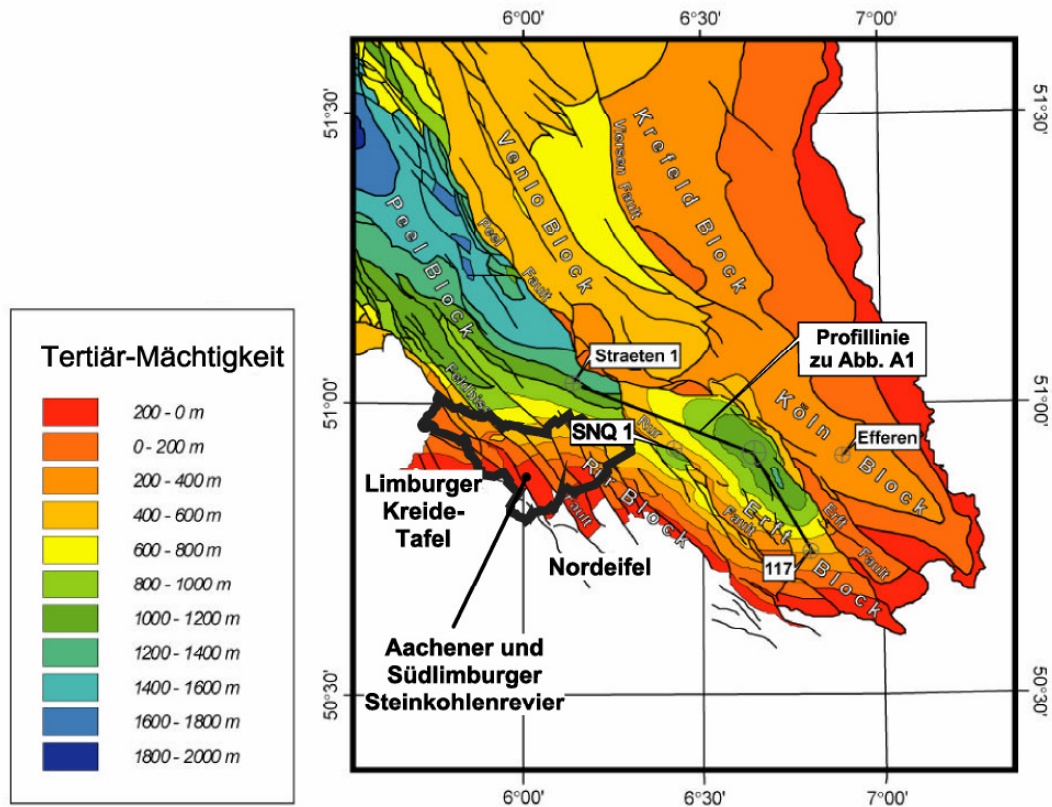 6°00'
6°30'
7°00'
51°30'
51°30'
Krefeld Block
Viersen Fault
Venlo Block
Peel Block
Peel
Fault
Profillinie
zu Abb. A1
Tertiär-Mächtigkeit
Straeten 1
200 - 0 m
0 - 200 m
200 - 400 m
400 - 600 m
600 - 800 m
800 - 1000 m
1000 - 1200 m
1200 - 1400 m
1400 - 1600 m
1600 - 1800 m
1800 - 2000 m
51°00'
51°00'
Feldbiss
Köln
Block
SNQ 1
Rur
Efferen
Limburger
Kreide-
Tafel
Rur Block
Fault
Erft
Block
Fault
Erft
Fault
117
Nordeifel
Aachener und
Südlimburger
Steinkohlenrevier
50°30'
50°30'
6°00'
6°30'
7°00'